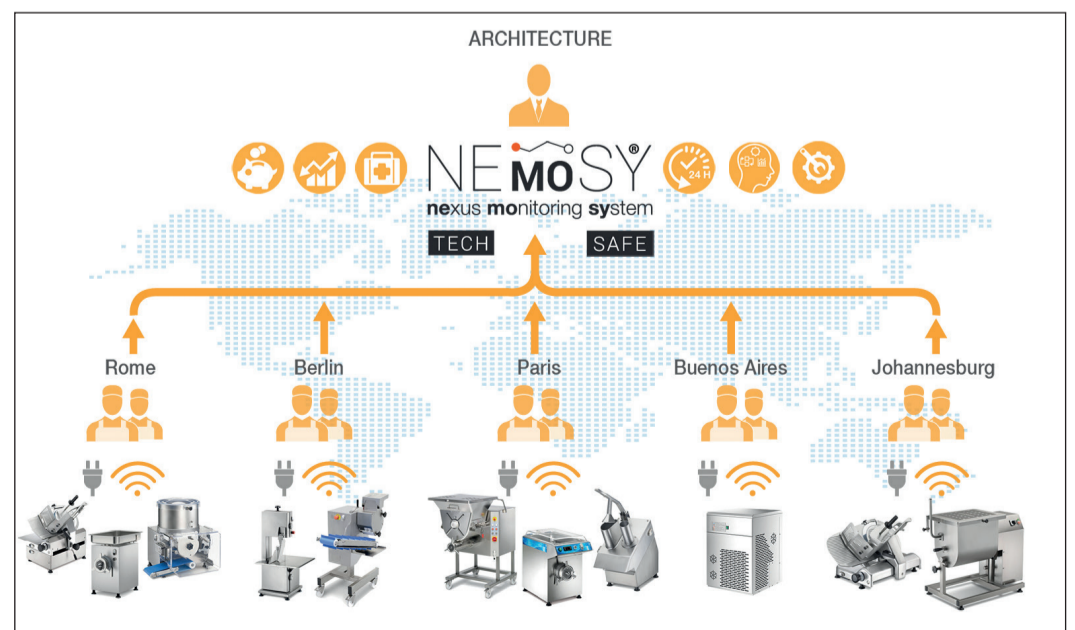 ARCHITECTURE
NEMOSY®
nexus monitoring system
TECH SAFE
24 H
Rome Berlin Paris Buenos Aires Johannesburg